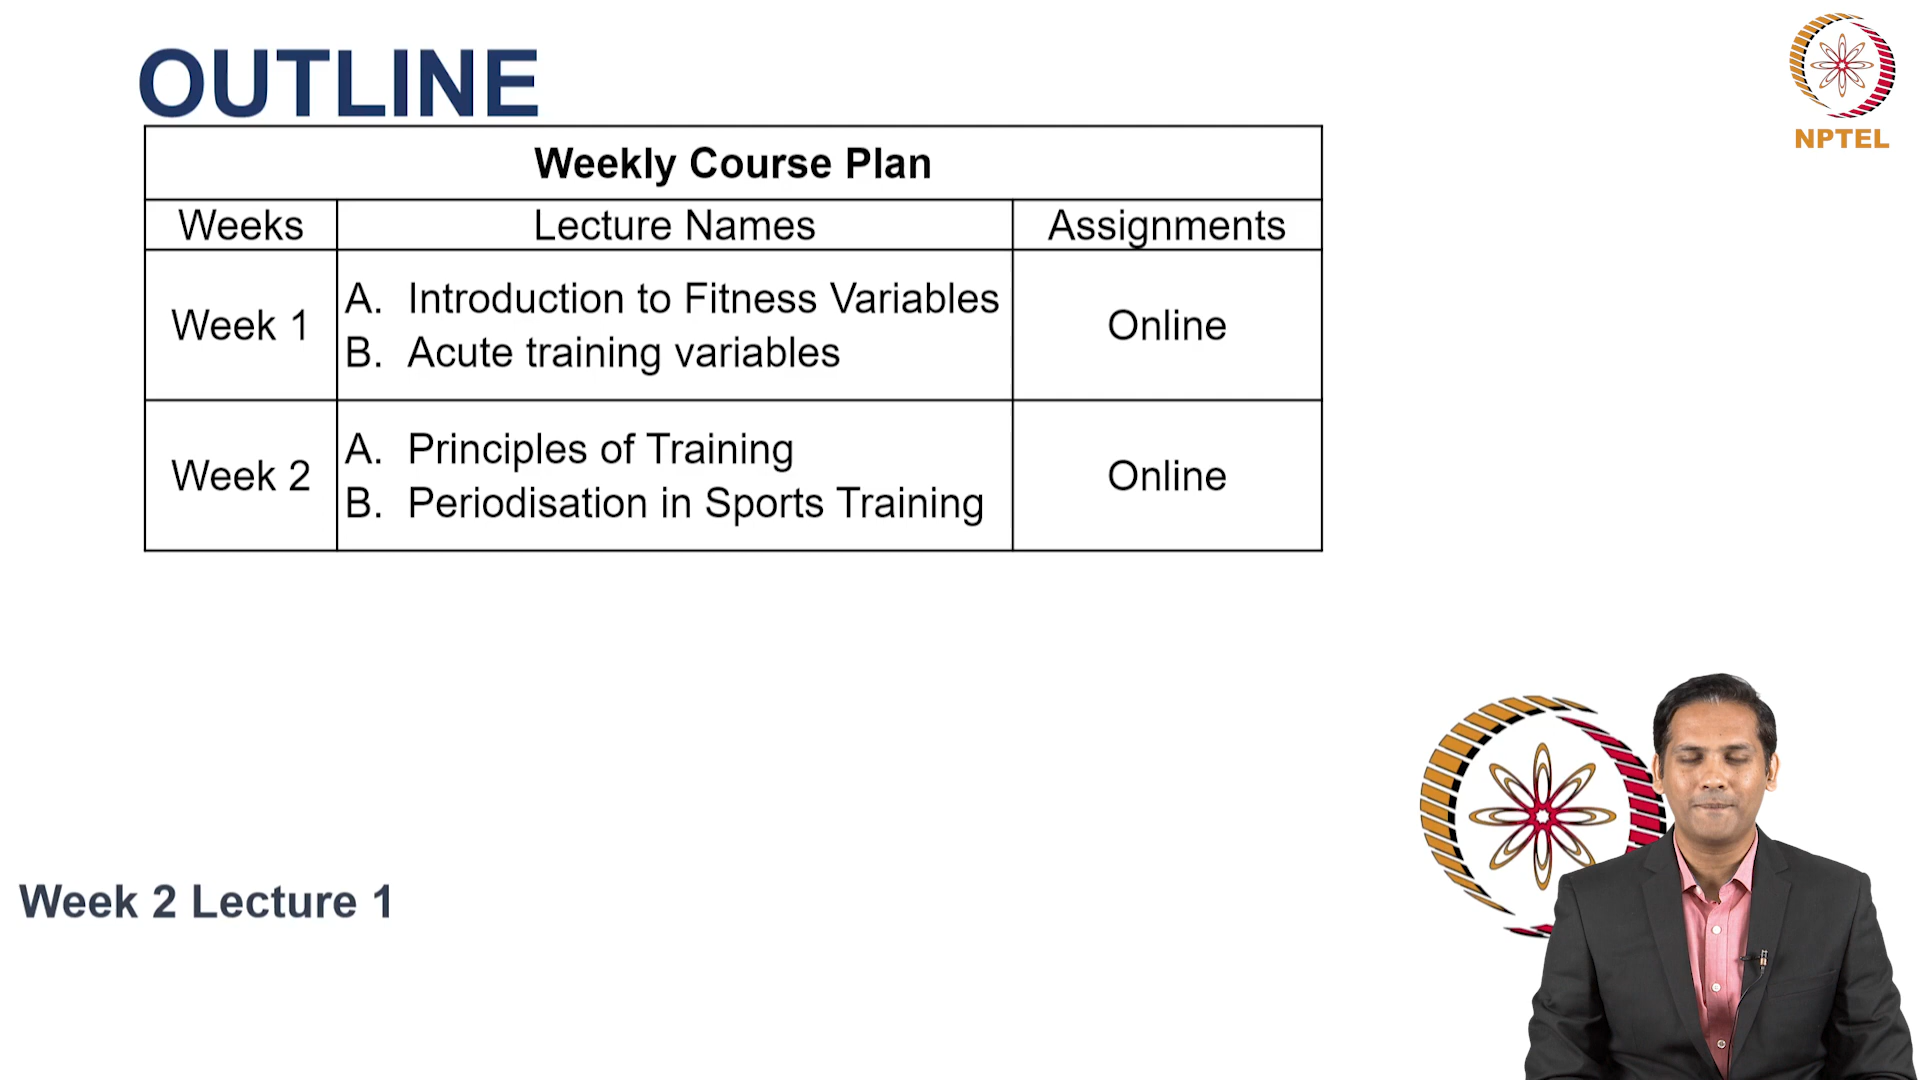 OUTLINE
NPTEL
Weekly Course Plan
Weeks Lecture Names Assignments
Week 1
A. Introduction to Fitness Variables
B. Acute training variables
Online
Week 2
A. Principles of Training
B. Periodisation in Sports Training
Online
Week 2 Lecture 1